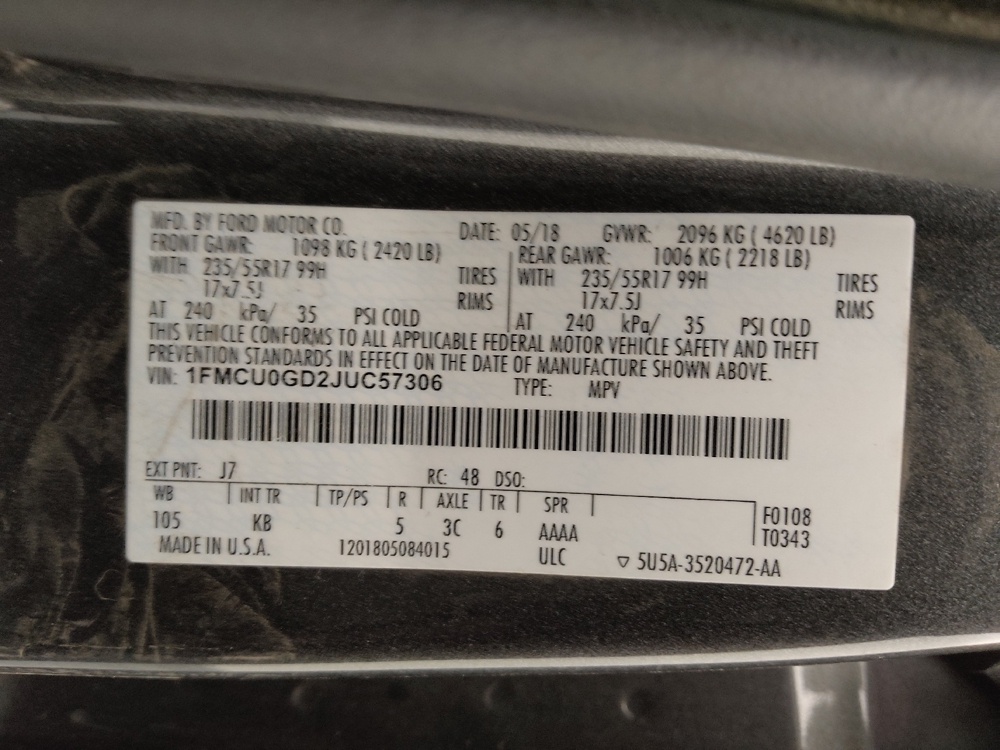 MFD. BY FORD MOTOR CO. DATE: 05/18 GVWR: 2096 KG ( 4620 LB)
FRONT GAWR: 1098 KG ( 2420 LB) REAR GAWR: 1006 KG ( 2218 LB)
WITH 235/55R17 99H TIRES WITH 235/55R17 99H TIRES
17x7.5J RIMS 17x7.5J RIMS
AT 240 kPa/ 35 PSI COLD AT 240 kPa/ 35 PSI COLD
THIS VEHICLE CONFORMS TO ALL APPLICABLE FEDERAL MOTOR VEHICLE SAFETY AND THEFT
PREVENTION STANDARDS IN EFFECT ON THE DATE OF MANUFACTURE SHOWN ABOVE.
VIN: 1FMCU0GD2JUC57306 TYPE: MPV
EXT PNT: J7 RC: 48 DSO:
WB INT TR TP/PS R AXLE TR SPR F0108
105 KB 5 3C 6 AAAA T0343
MADE IN U.S.A. 1201805084015 ULC ▽ 5U5A-3520472-AA